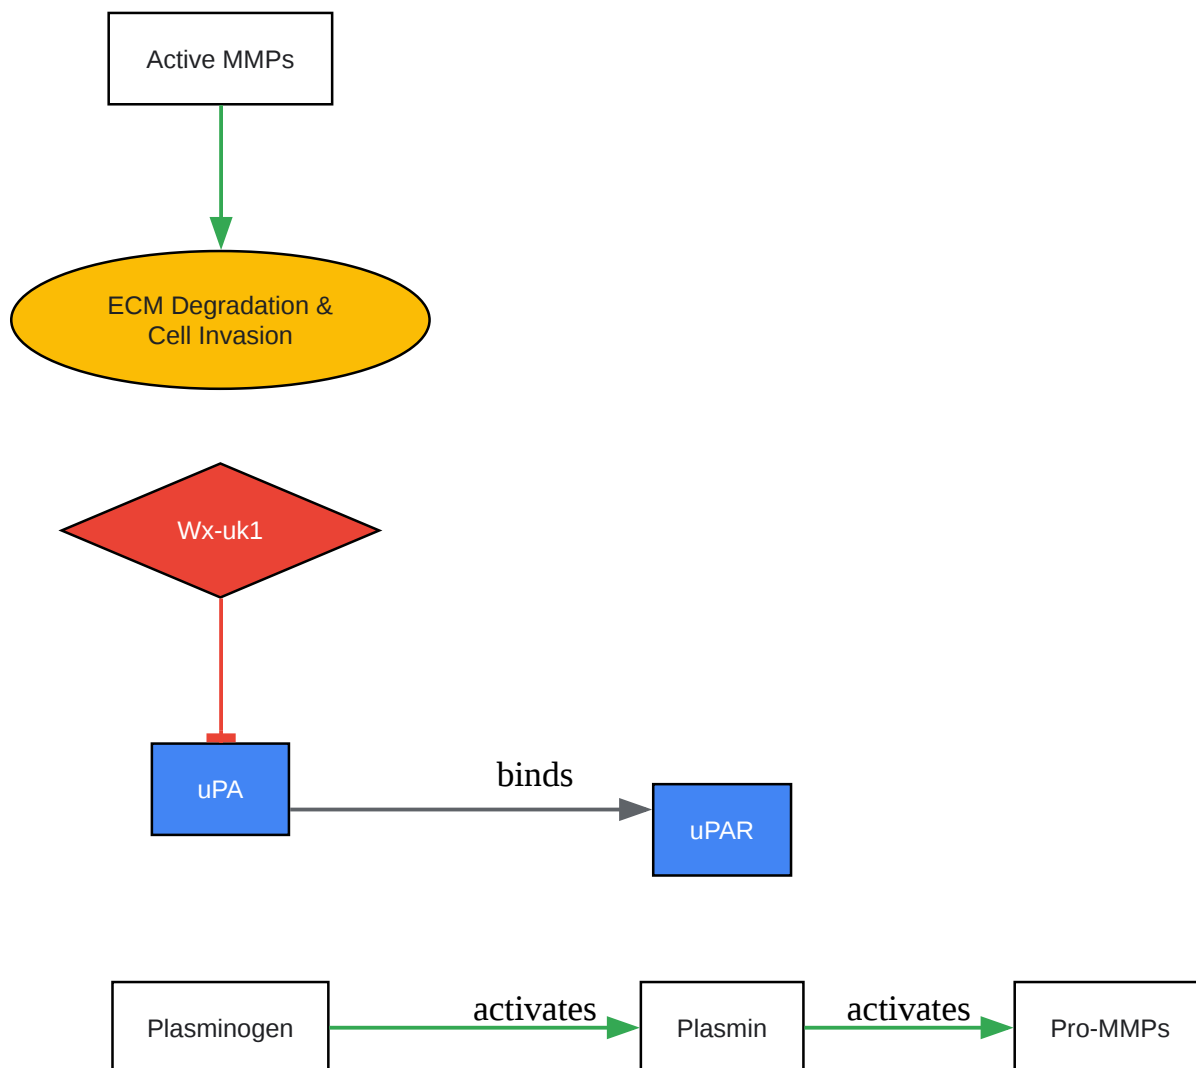 Active MMPs
ECM Degradation &
Cell Invasion
Wx-uk1
uPA
binds
uPAR
Plasminogen
activates
Plasmin
activates
Pro-MMPs